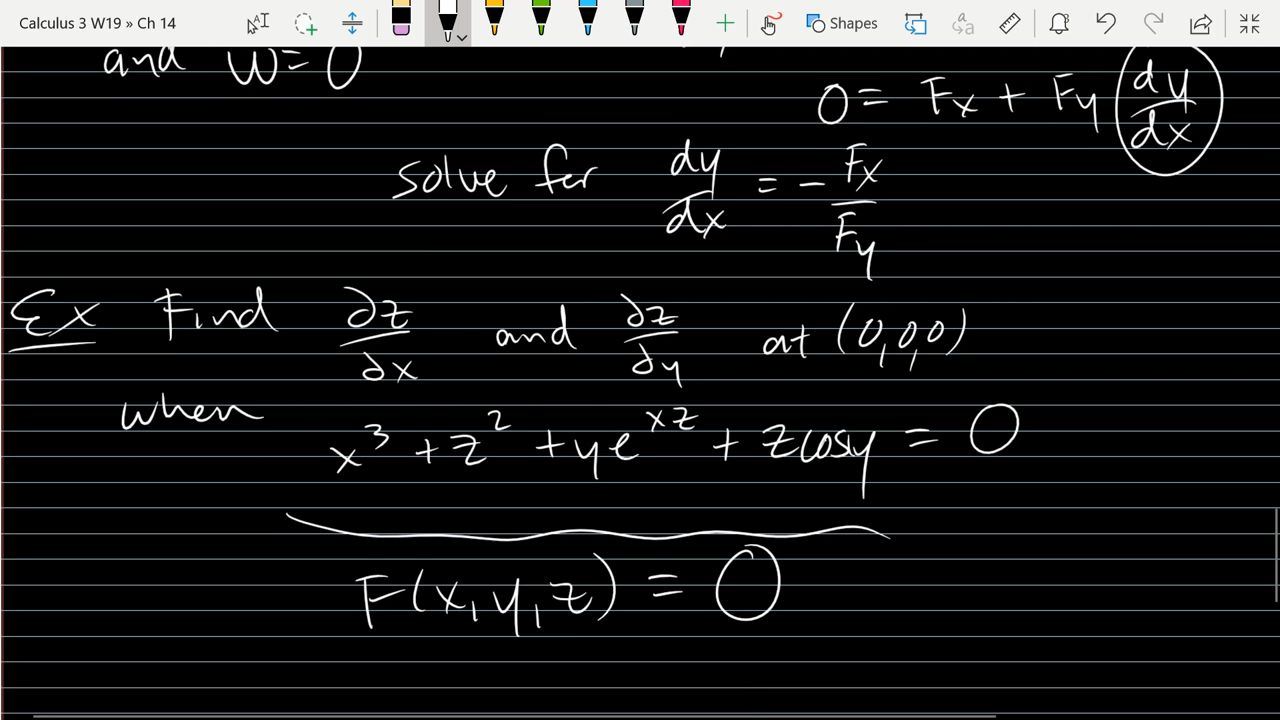 Calculus 3 W19 » Ch 14
Shapes
and W=0
0 = Fx + Fy dy/dx
solve for dy/dx = - Fx/Fy
Ex Find ∂z/∂x and ∂z/∂y at (0,0,0)
when
x³ + z² + ye^xz + zcosy = 0
F(x,y,z) = 0